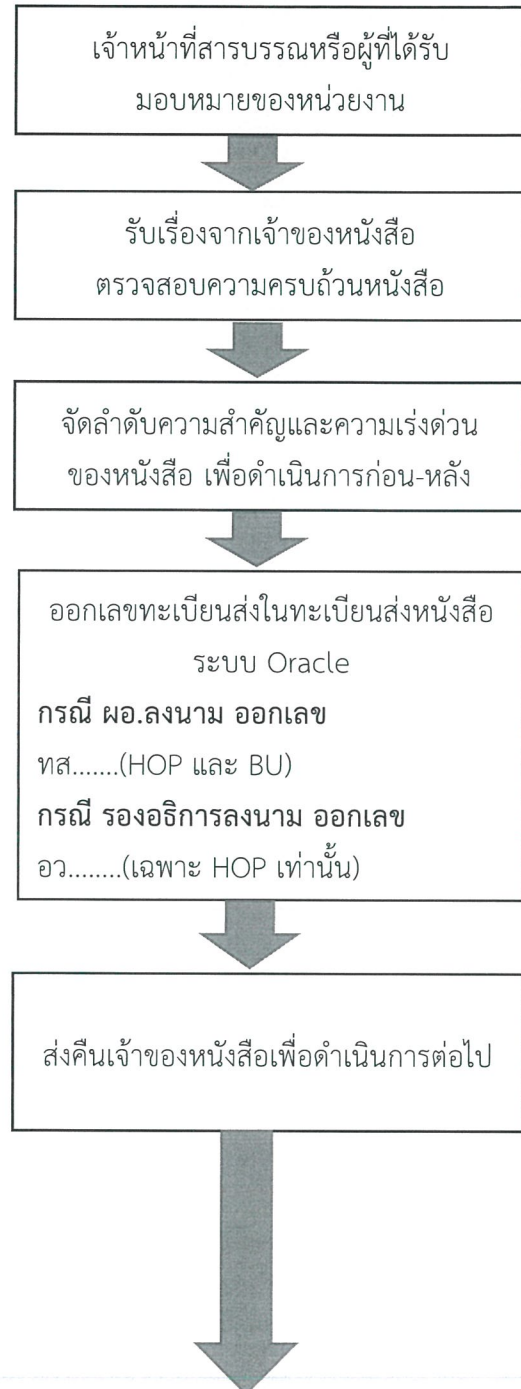 เจ้าหน้าที่สารบรรณหรือผู้ที่ได้รับ
มอบหมายของหน่วยงาน
รับเรื่องจากเจ้าของหนังสือ
ตรวจสอบความครบถ้วนหนังสือ
จัดลำดับความสำคัญและความเร่งด่วน
ของหนังสือ เพื่อดำเนินการก่อน-หลัง
ออกเลขทะเบียนส่งในทะเบียนส่งหนังสือ
ระบบ Oracle
กรณี ผอ.ลงนาม ออกเลข
ทส.......(HOP และ BU)
กรณี รองอธิการลงนาม ออกเลข
อว........(เฉพาะ HOP เท่านั้น)
ส่งคืนเจ้าของหนังสือเพื่อดำเนินการต่อไป